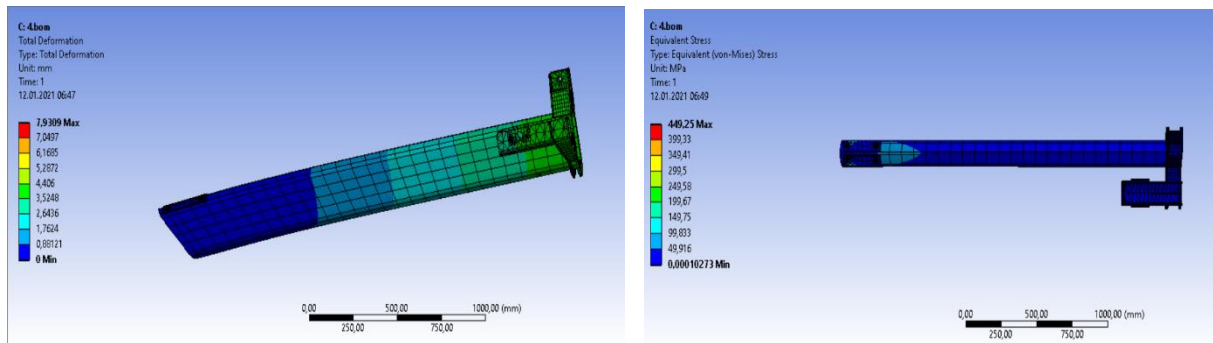 C: 4.bom
Total Deformation
Type: Total Deformation
Unit: mm
Time: 1
12.01.2021 06:47
7,9309 Max
7,0497
6,1685
5,2872
4,406
3,5248
2,6436
1,7624
0,88121
0 Min
0,00 500,00 1000,00 (mm)
250,00 750,00
C: 4.bom
Equivalent Stress
Type: Equivalent (von-Mises) Stress
Unit: MPa
Time: 1
12.01.2021 06:49
449,25 Max
399,33
349,41
299,5
249,58
199,67
149,75
99,833
49,916
0,00010273 Min
0,00 500,00 1000,00 (mm)
250,00 750,00